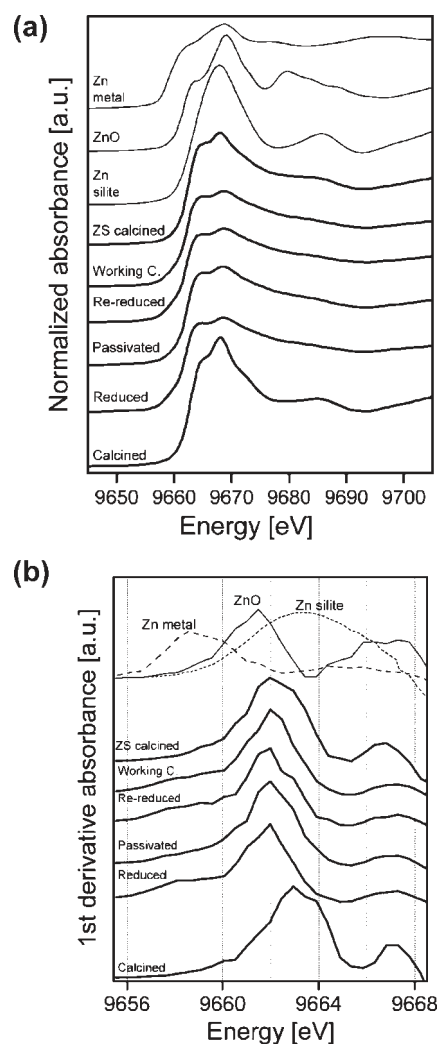 (a)
Normalized absorbance [a.u.]
Zn
metal
ZnO
Zn
silite
ZS calcined
Working C.
Re-reduced
Passivated
Reduced
Calcined
9650 9660 9670 9680 9690 9700
Energy [eV]
(b)
1st derivative absorbance [a.u.]
Zn metal
ZnO
Zn silite
ZS calcined
Working C.
Re-reduced
Passivated
Reduced
Calcined
9656 9660 9664 9668
Energy [eV]